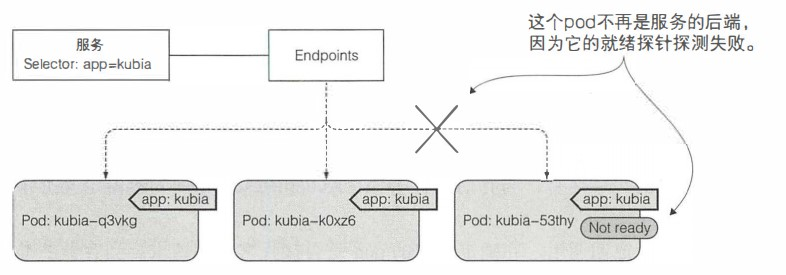 这个pod不再是服务的后端，
因为它的就绪探针探测失败。
服务
Selector: app=kubia
Endpoints
app: kubia
Pod: kubia-q3vkg
app: kubia
Pod: kubia-k0xz6
app: kubia
Pod: kubia-53thy
Not ready